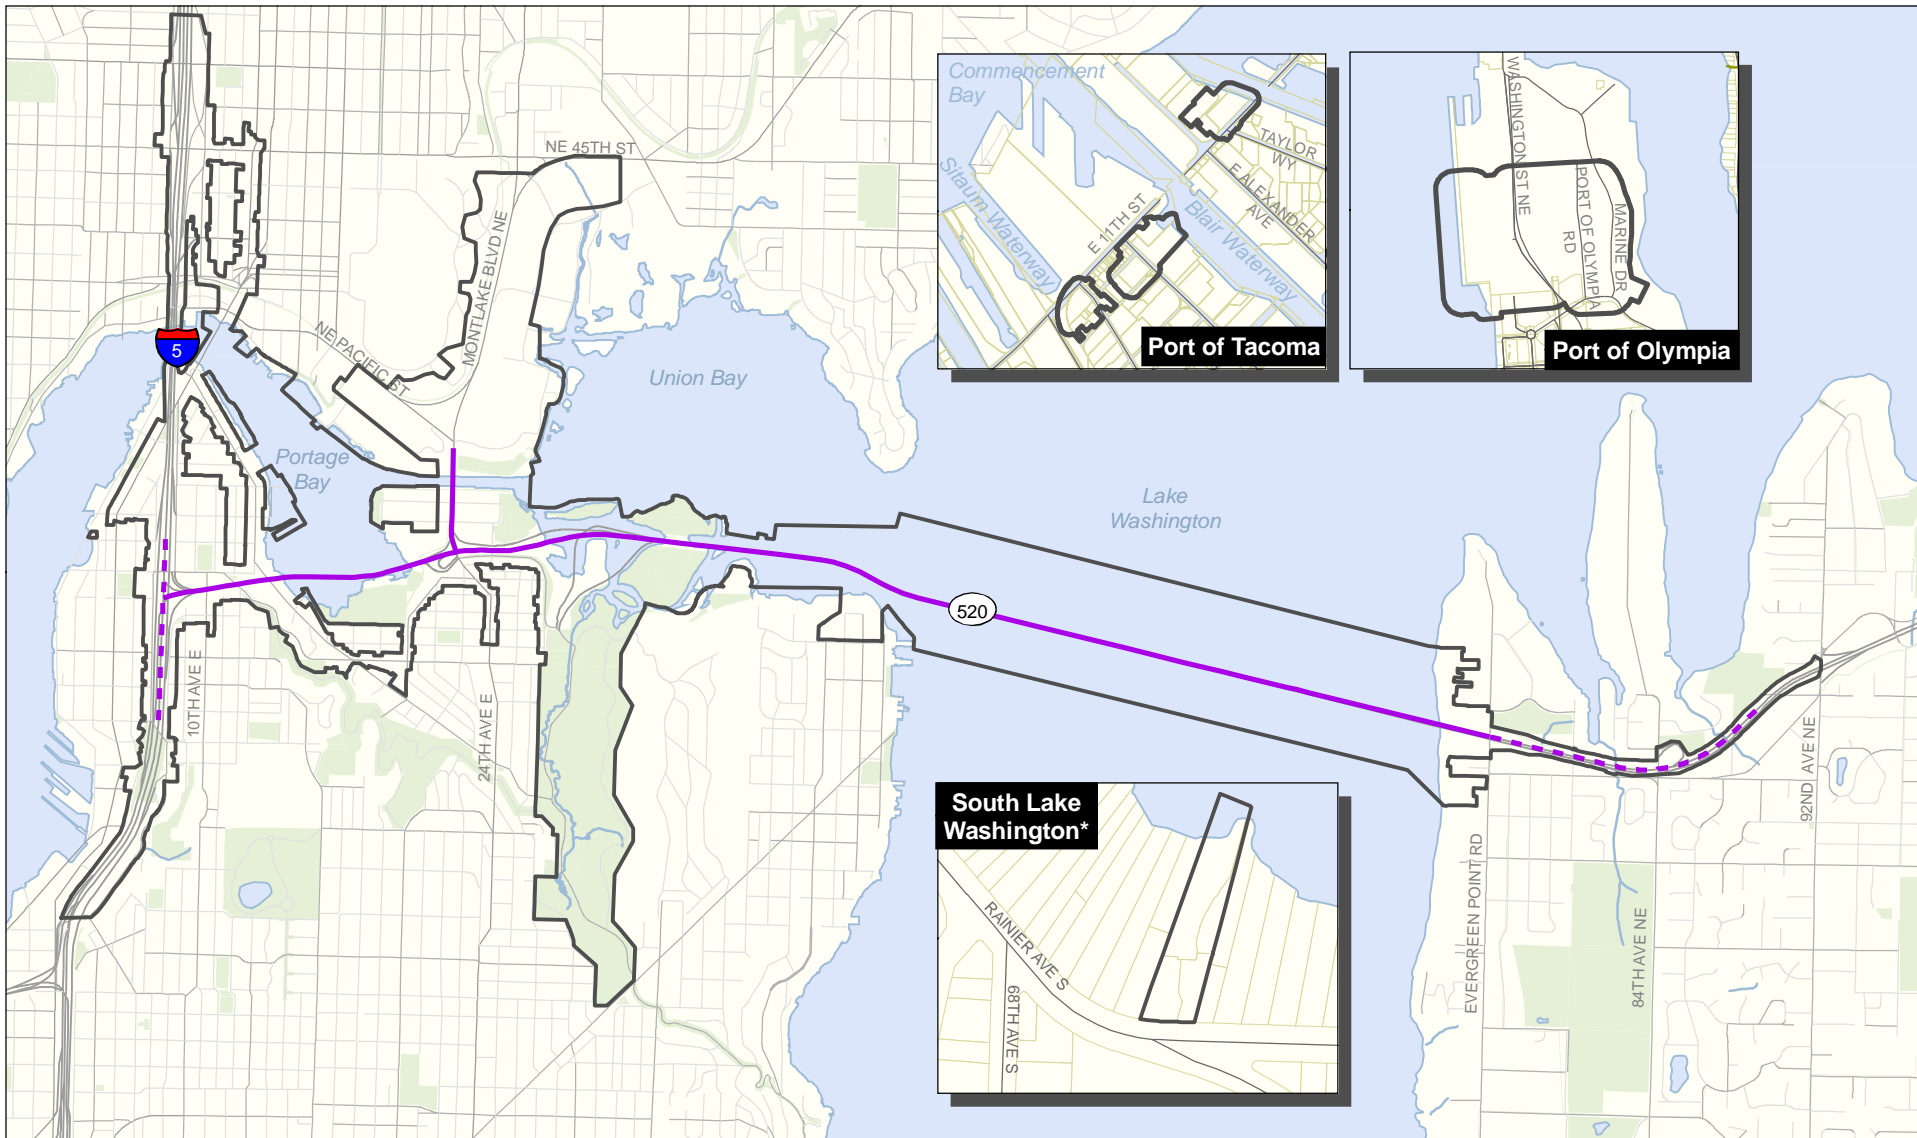 NE 45TH ST
MONTLAKE BLVD NE
NE PACIFIC ST
5
Union Bay
Portage
Bay
Lake
Washington
520
10TH AVE E
24TH AVE E
EVERGREEN POINT RD
84TH AVE NE
92ND AVE NE
Commencement
Bay
Sitaum Waterway
E 11TH ST
Blair Waterway
TAYLOR
WY
E ALEXANDER
AVE
Port of Tacoma
WASHINGTON ST NE
PORT OF OLYMPA
RD
MARINE DR
Port of Olympia
South Lake
Washington*
RAINIER AVE S
68TH AVE S